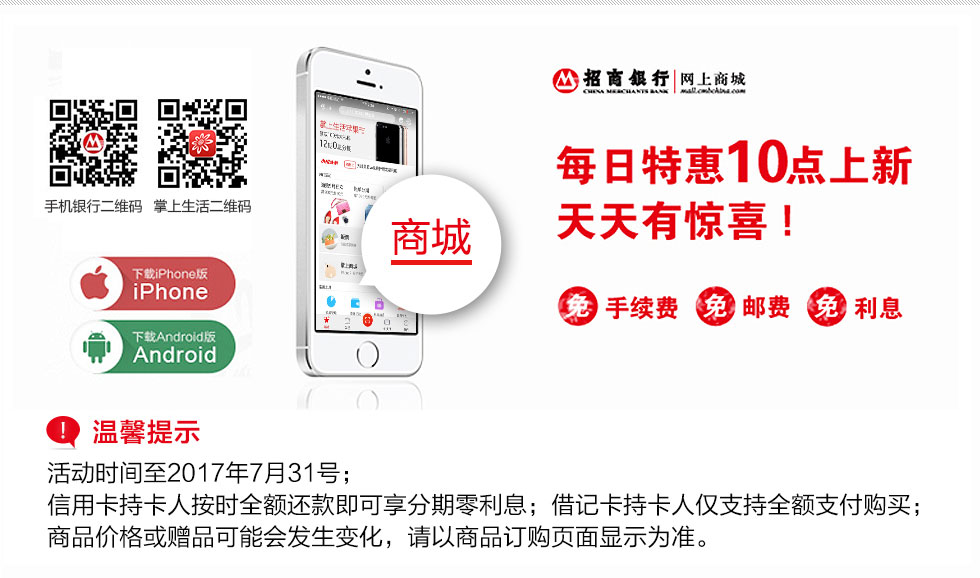 招商银行 网上商城
CHINA MERCHANTS BANK mall.cmbchina.com
每日特惠10点上新
天天有惊喜！
免 手续费 免 邮费 免 利息
手机银行二维码 掌上生活二维码
下载iPhone版
iPhone
下载Android版
Android
商城
温馨提示
活动时间至2017年7月31号；
信用卡持卡人按时全额还款即可享分期零利息；借记卡持卡人仅支持全额支付购买；
商品价格或赠品可能会发生变化，请以商品订购页面显示为准。